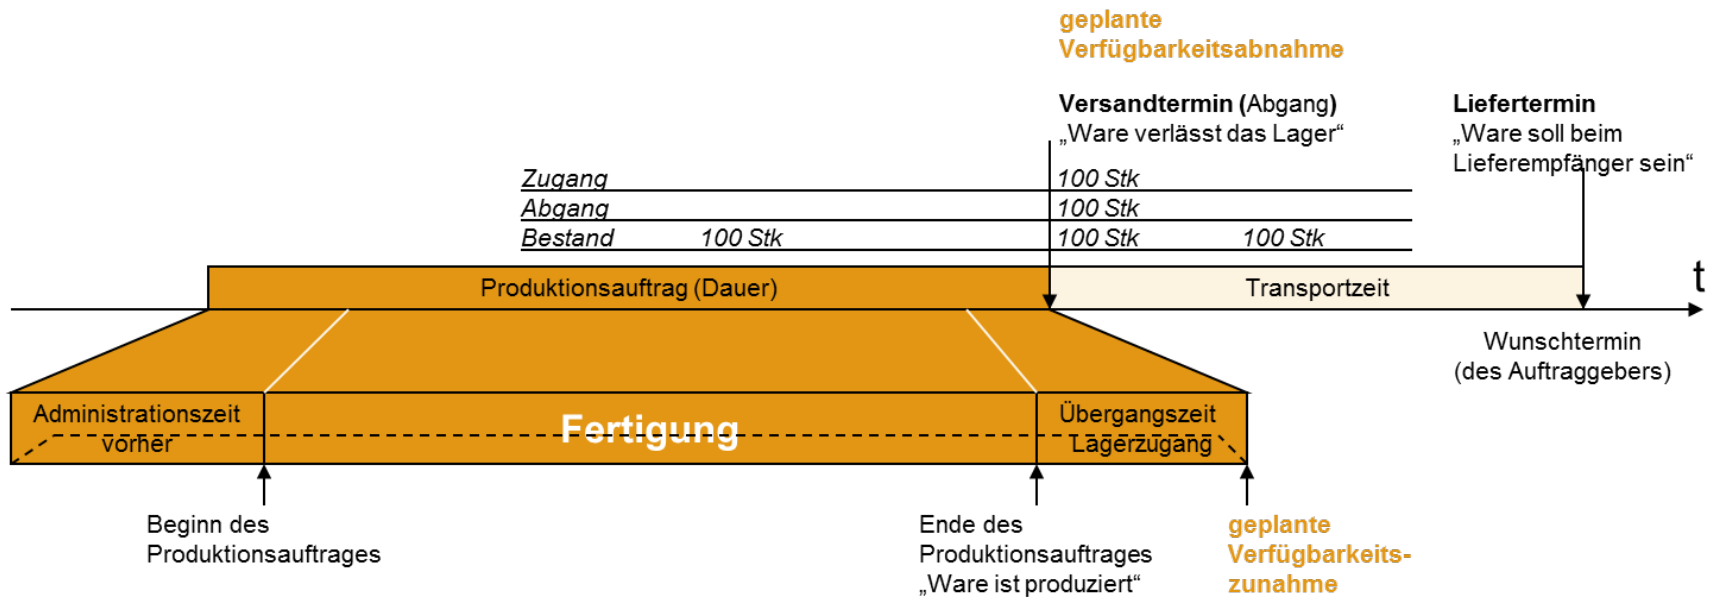 geplante
Verfügbarkeitsabnahme
Versandtermin (Abgang)
„Ware verlässt das Lager“
Liefertermin
„Ware soll beim
Lieferempfänger sein“
Zugang 100 Stk
Abgang 100 Stk
Bestand 100 Stk 100 Stk 100 Stk
Produktionsauftrag (Dauer)
Transportzeit
t
Wunschtermin
(des Auftraggebers)
Administrationszeit
vorher
Fertigung
Übergangszeit
Lagerzugang
Beginn des
Produktionsauftrages
Ende des
Produktionsauftrages
„Ware ist produziert“
geplante
Verfügbarkeits-
zunahme